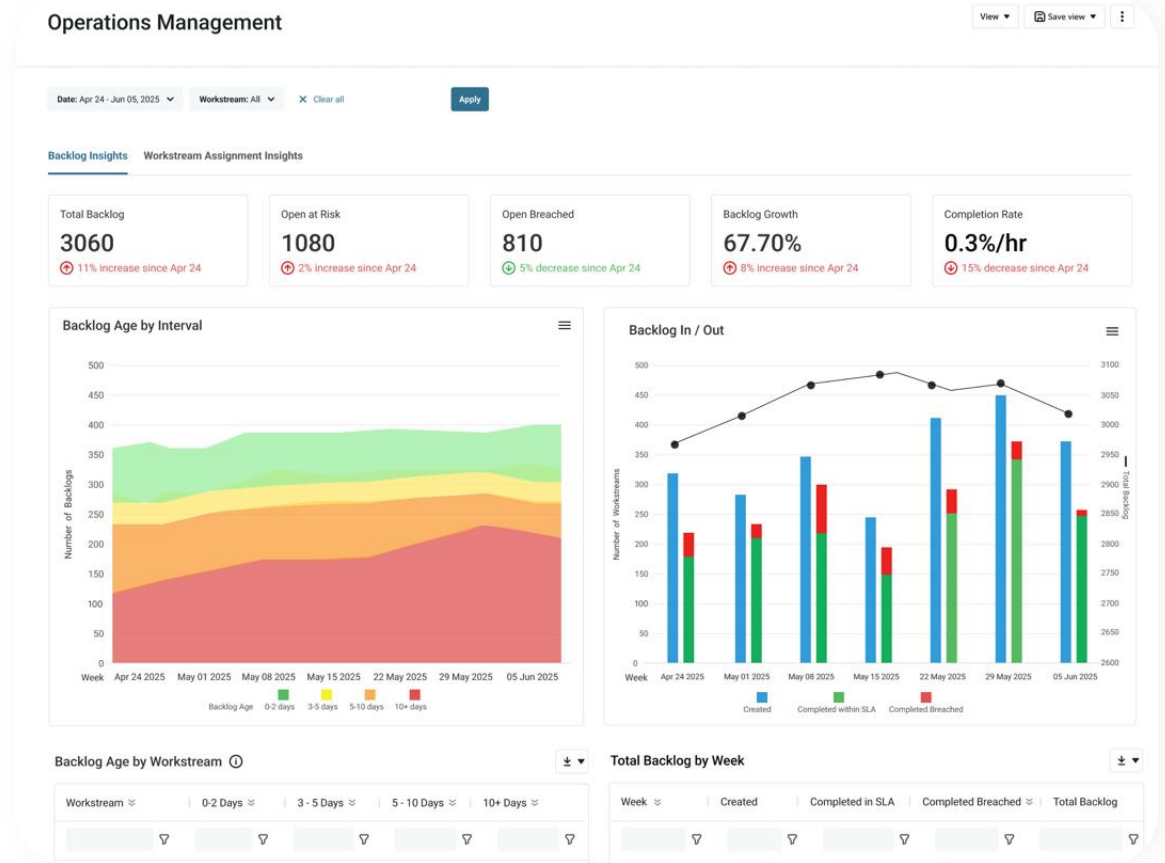 Operations Management
View
Save view
Date: Apr 24 - Jun 05, 2025
Workstream: All
Clear all
Apply
Backlog Insights
Workstream Assignment Insights
Total Backlog
3060
11% increase since Apr 24
Open at Risk
1080
2% increase since Apr 24
Open Breached
810
5% decrease since Apr 24
Backlog Growth
67.70%
8% increase since Apr 24
Completion Rate
0.3%/hr
15% decrease since Apr 24
Backlog Age by Interval
Number of Backlogs
500
450
400
350
300
250
200
150
100
50
0
Week Apr 24 2025 May 01 2025 May 08 2025 May 15 2025 22 May 2025 29 May 2025 05 Jun 2025
Backlog Age 0-2 days 3-5 days 5-10 days 10+ days
Backlog In / Out
Number of Workstreams
500
450
400
350
300
250
200
150
100
50
0
3100
3050
3000
2950
2900
2850
2800
2750
2700
2650
2600
Total Backlog
Week Apr 24 2025 May 01 2025 May 08 2025 May 15 2025 22 May 2025 29 May 2025 05 Jun 2025
Created Completed within SLA Completed Breached
Backlog Age by Workstream
Workstream 0-2 Days 3 - 5 Days 5 - 10 Days 10+ Days
Total Backlog by Week
Week Created Completed in SLA Completed Breached Total Backlog